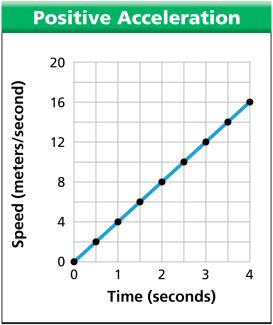 Positive Acceleration
Speed (meters/second)
20
16
12
8
4
0
0 1 2 3 4
Time (seconds)